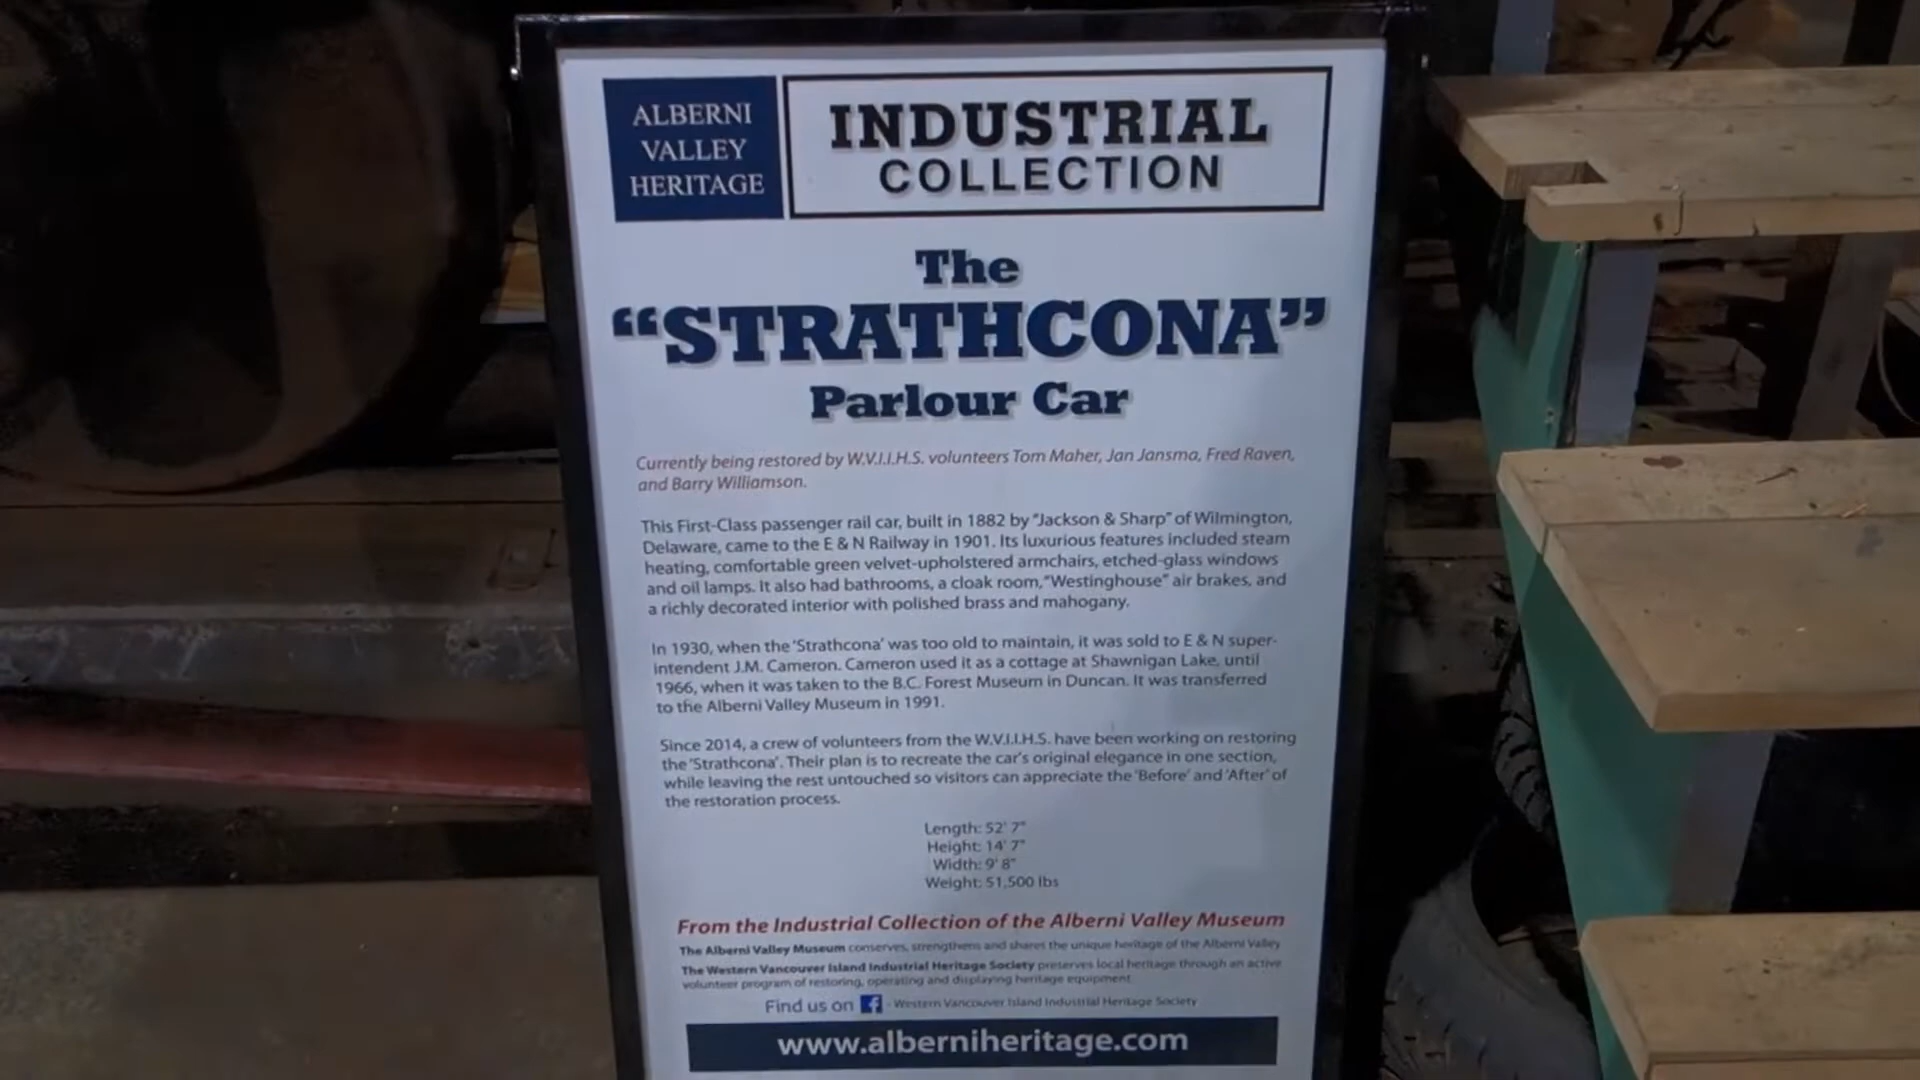 ALBERNI
VALLEY
HERITAGE
INDUSTRIAL
COLLECTION
The
“STRATHCONA”
Parlour Car
Currently being restored by W.V.I.I.H.S. volunteers Tom Maher, Jan Jansma, Fred Raven,
and Barry Williamson.
This First-Class passenger rail car, built in 1882 by "Jackson & Sharp" of Wilmington,
Delaware, came to the E & N Railway in 1901. Its luxurious features included steam
heating, comfortable green velvet-upholstered armchairs, etched-glass windows
and oil lamps. It also had bathrooms, a cloak room, "Westinghouse" air brakes, and
a richly decorated interior with polished brass and mahogany.
In 1930, when the 'Strathcona' was too old to maintain, it was sold to E & N super-
intendent J.M. Cameron. Cameron used it as a cottage at Shawnigan Lake, until
1966, when it was taken to the B.C. Forest Museum in Duncan. It was transferred
to the Alberni Valley Museum in 1991.
Since 2014, a crew of volunteers from the W.V.I.I.H.S. have been working on restoring
the 'Strathcona'. Their plan is to recreate the car's original elegance in one section,
while leaving the rest untouched so visitors can appreciate the 'Before' and 'After' of
the restoration process.
Length: 52' 7"
Height: 14' 7"
Width: 9' 8"
Weight: 51,500 lbs
From the Industrial Collection of the Alberni Valley Museum
The Alberni Valley Museum conserves, strengthens and shares the unique heritage of the Alberni Valley
The Western Vancouver Island Industrial Heritage Society preserves local heritage through an active
volunteer program of restoring, operating and displaying heritage equipment
Find us on f - Western Vancouver Island Industrial Heritage Society
www.alberniheritage.com